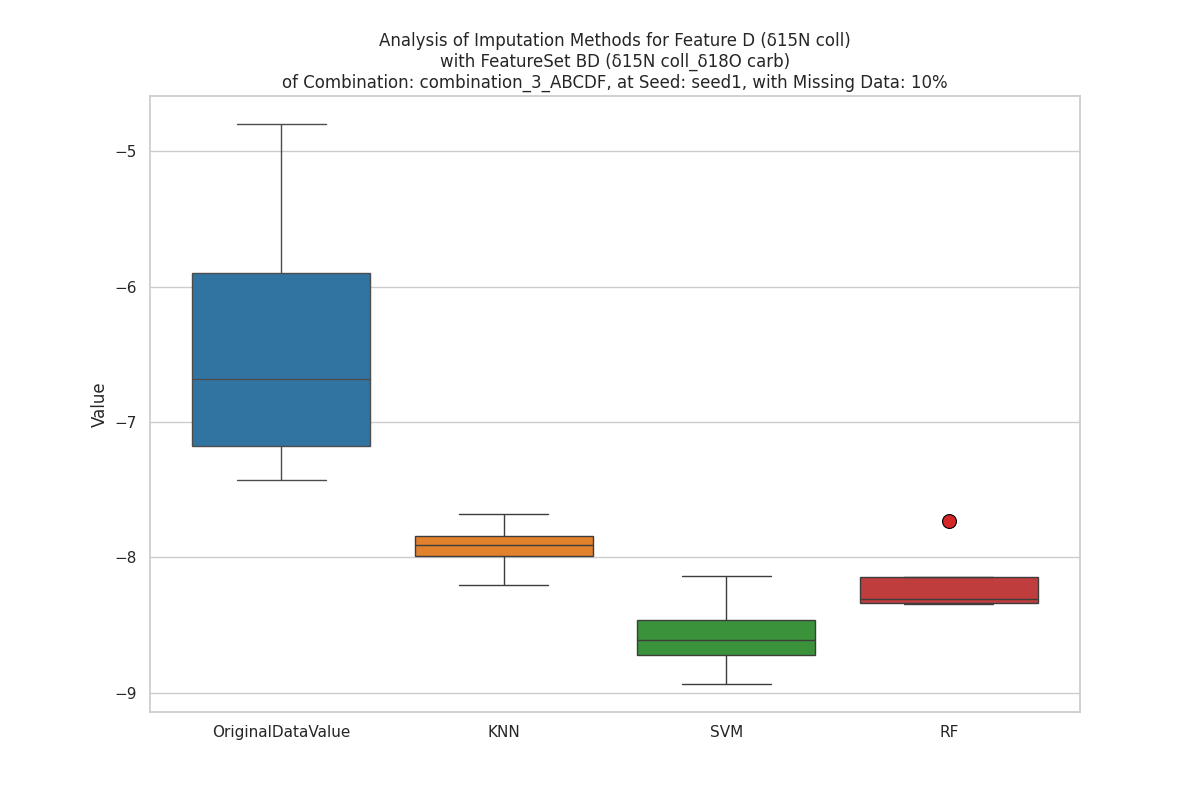 Analysis of Imputation Methods for Feature D (δ15N coll)
with FeatureSet BD (δ15N coll_δ18O carb)
of Combination: combination_3_ABCDF, at Seed: seed1, with Missing Data: 10%
Value
−5
−6
−7
−8
−9
OriginalDataValue
KNN
SVM
RF